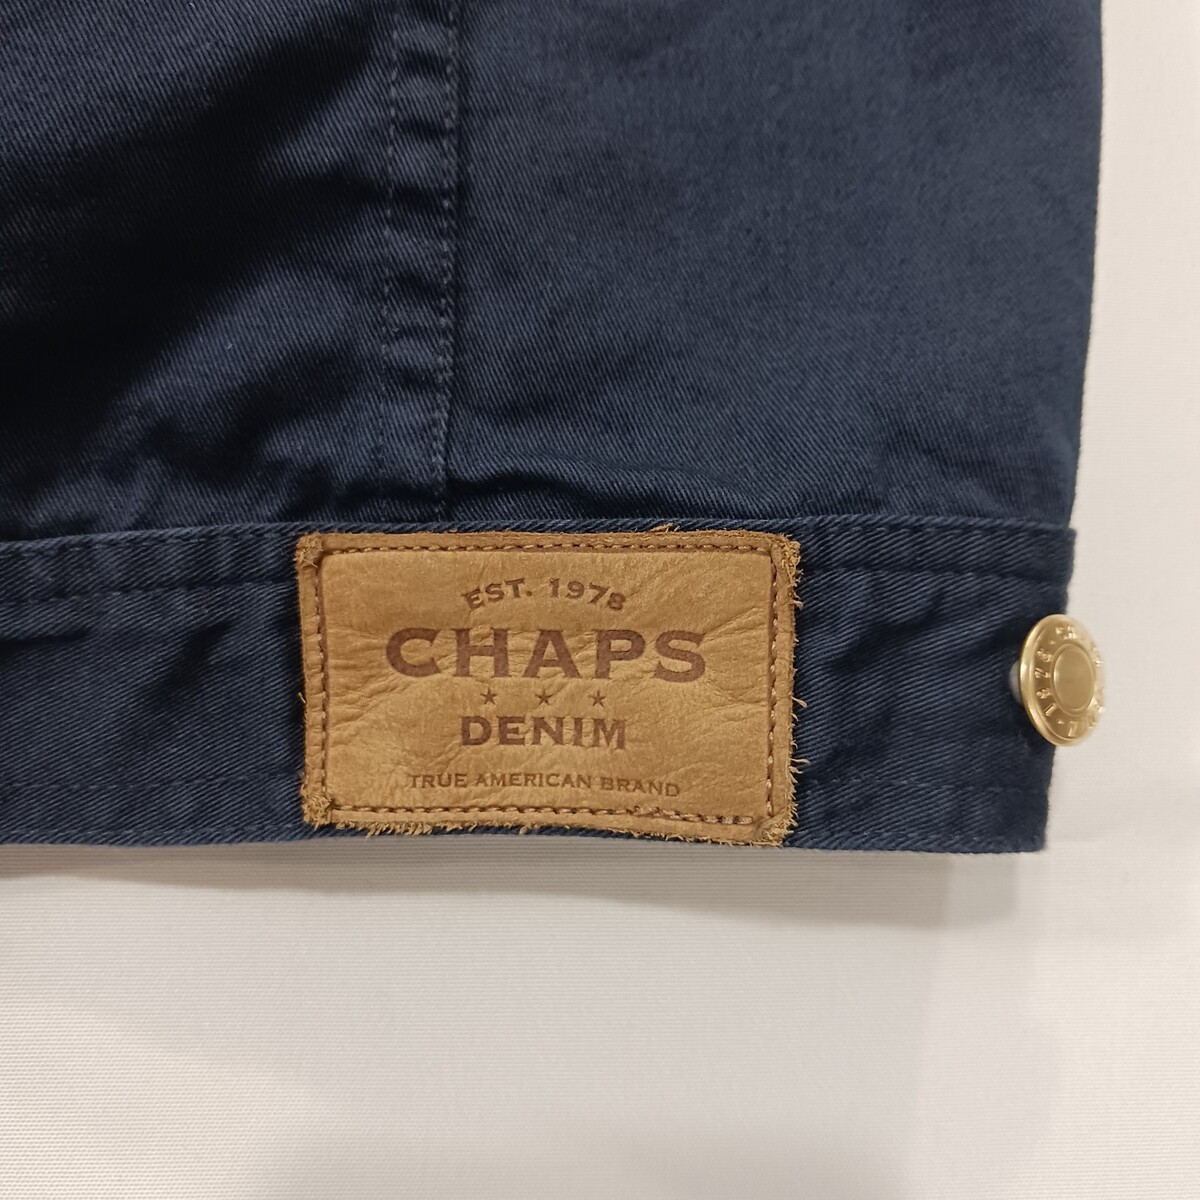 EST. 1978
CHAPS
DENIM
TRUE AMERICAN BRAND